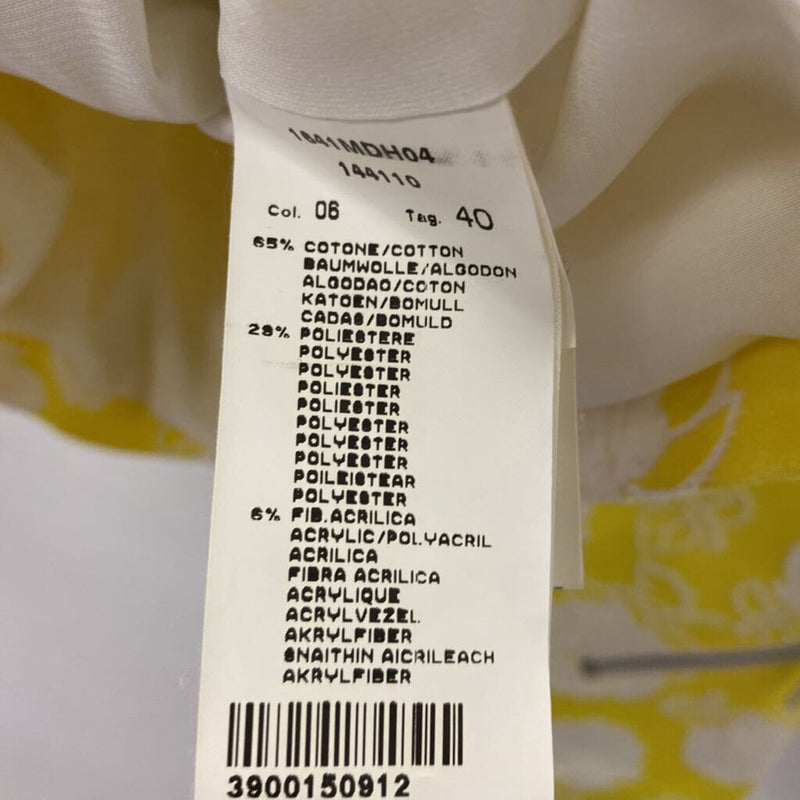 1841MDH04
144110
Col. 06 Tag. 40
65% COTONE/COTTON
BAUMWOLLE/ALGODON
ALGODAO/COTON
KATOEN/BOMULL
CADAS/BOMULD
29% POLIESTERE
POLYESTER
POLYESTER
POLIESTER
POLIESTER
POLYESTER
POLYESTER
POLYESTER
POILEISTEAR
POLYESTER
6% FIB.ACRILICA
ACRYLIC/POLYACRIL
ACRILICA
FIBRA ACRILICA
ACRYLIQUE
ACRYLVEZEL
AKRYLFIBER
SNAITHIN AICRILEACH
AKRYLFIBER
3900150912